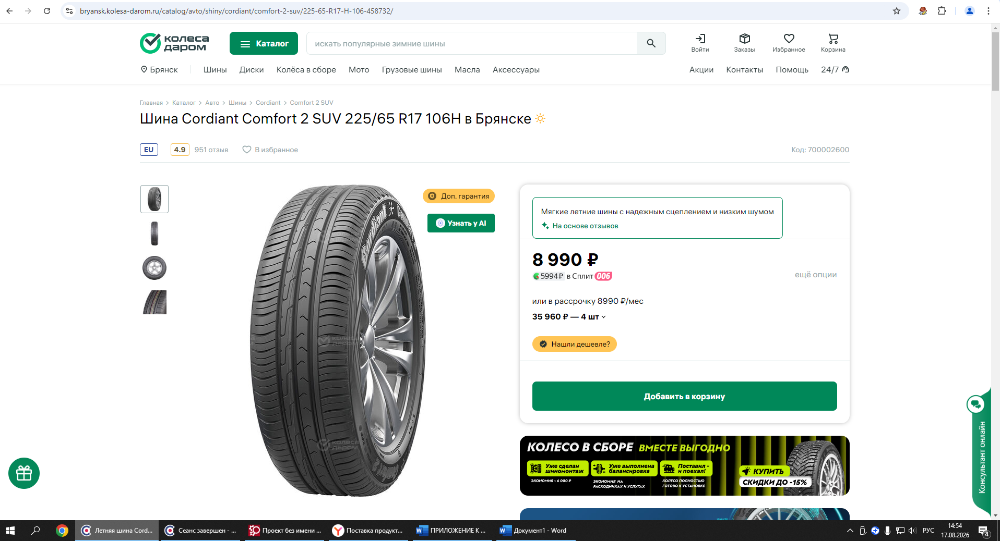 bryansk.kolesa-darom.ru/catalog/avto/shiny/cordiant/comfort-2-suv/225-65-R17-H-106-458732/
колеса даром
Каталог
искать популярные зимние шины
Войти
Заказы
Избранное
Корзина
Брянск
Шины
Диски
Колёса в сборе
Мото
Грузовые шины
Масла
Аксессуары
Акции
Контакты
Помощь
24/7
Главная > Каталог > Авто > Шины > Cordiant > Comfort 2 SUV
Шина Cordiant Comfort 2 SUV 225/65 R17 106H в Брянске
EU
4.9
951 отзыв
В избранное
Код: 700002600
Доп. гарантия
Узнать у AI
Cordiant
колеса даром
колеса даром
Мягкие летние шины с надежным сцеплением и низким шумом
На основе отзывов
8 990 ₽
5994₽ в Сплит 006
ещё опции
или в рассрочку 8990 ₽/мес
35 960 ₽ — 4 шт
Нашли дешевле?
Добавить в корзину
КОЛЕСО В СБОРЕ ВМЕСТЕ ВЫГОДНО
Уже сделан шиномонтаж
ЭКОНОМИЯ - 6 000 ₽
Уже выполнена балансировка
ЭКОНОМИЯ НА РАСХОДНИКАХ И УСЛУГАХ
Поставил - и поехал!
КОЛЕСО ПОЛНОСТЬЮ ГОТОВО К УСТАНОВКЕ
КУПИТЬ
СКИДКИ ДО -15%
Консультант онлайн
Летняя шина Cord...
Сеанс завершен - ...
Проект без имени ...
Поставка продукт...
ПРИЛОЖЕНИЕ К ...
Документ1 - Word
РУС
14:54
17.08.2026
4